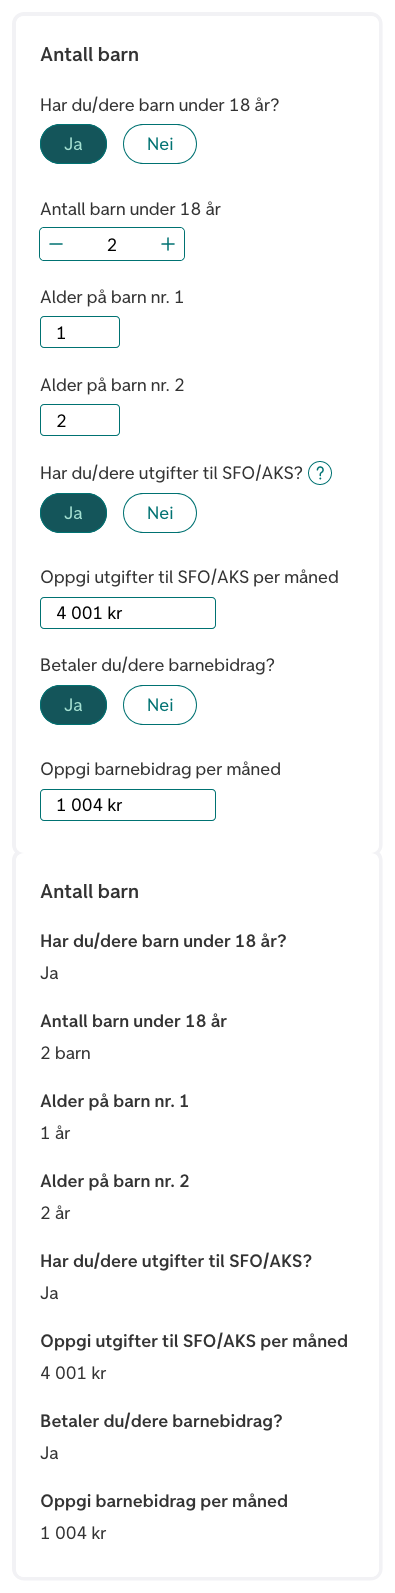 Antall barn
Har du/dere barn under 18 år?
Ja Nei
Antall barn under 18 år
− 2 +
Alder på barn nr. 1
1
Alder på barn nr. 2
2
Har du/dere utgifter til SFO/AKS? ?
Ja Nei
Oppgi utgifter til SFO/AKS per måned
4 001 kr
Betaler du/dere barnebidrag?
Ja Nei
Oppgi barnebidrag per måned
1 004 kr
Antall barn
Har du/dere barn under 18 år?
Ja
Antall barn under 18 år
2 barn
Alder på barn nr. 1
1 år
Alder på barn nr. 2
2 år
Har du/dere utgifter til SFO/AKS?
Ja
Oppgi utgifter til SFO/AKS per måned
4 001 kr
Betaler du/dere barnebidrag?
Ja
Oppgi barnebidrag per måned
1 004 kr